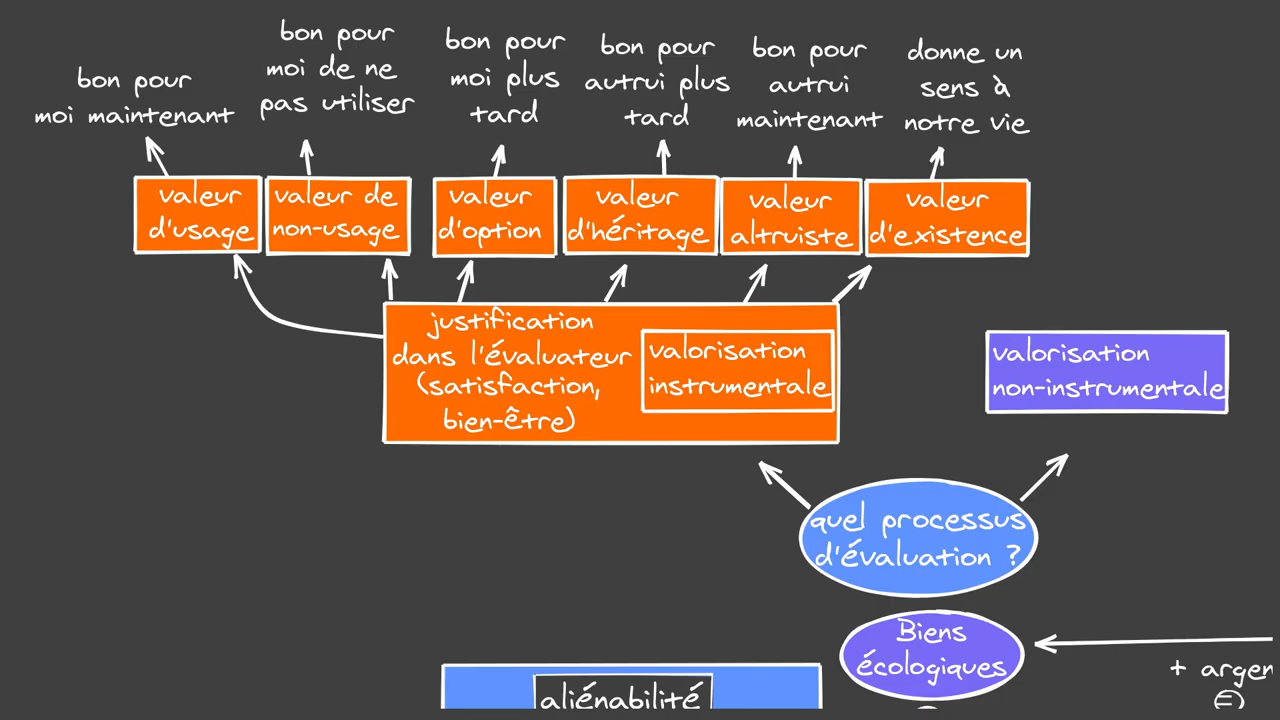 bon pour
moi maintenant
bon pour
moi de ne
pas utiliser
bon pour
moi plus
tard
bon pour
autrui plus
tard
bon pour
autrui
maintenant
donne un
sens à
notre vie
valeur
d'usage
valeur de
non-usage
valeur
d'option
valeur
d'héritage
valeur
altruiste
valeur
d'existence
justification
dans l'évaluateur
(satisfaction,
bien-être)
valorisation
instrumentale
valorisation
non-instrumentale
quel processus
d'évaluation ?
Biens
écologiques
+ argen
aliénabilité